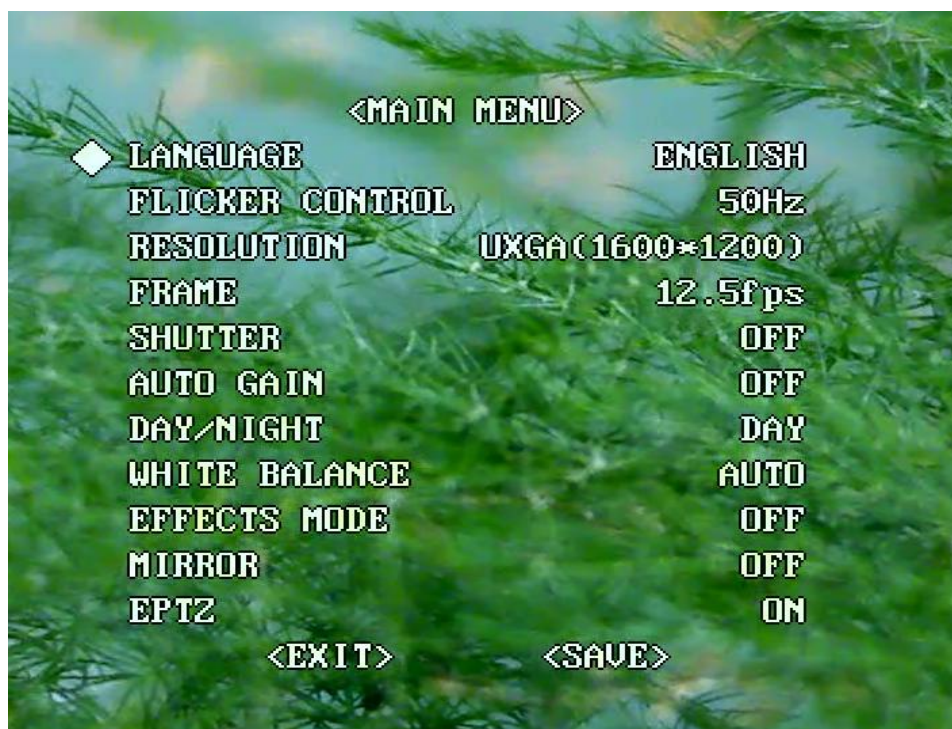 <MAIN MENU>
LANGUAGE ENGLISH
FLICKER CONTROL 50Hz
RESOLUTION UXGA(1600*1200)
FRAME 12.5fps
SHUTTER OFF
AUTO GAIN OFF
DAY/NIGHT DAY
WHITE BALANCE AUTO
EFFECTS MODE OFF
MIRROR OFF
EPTZ ON
<EXIT> <SAVE>